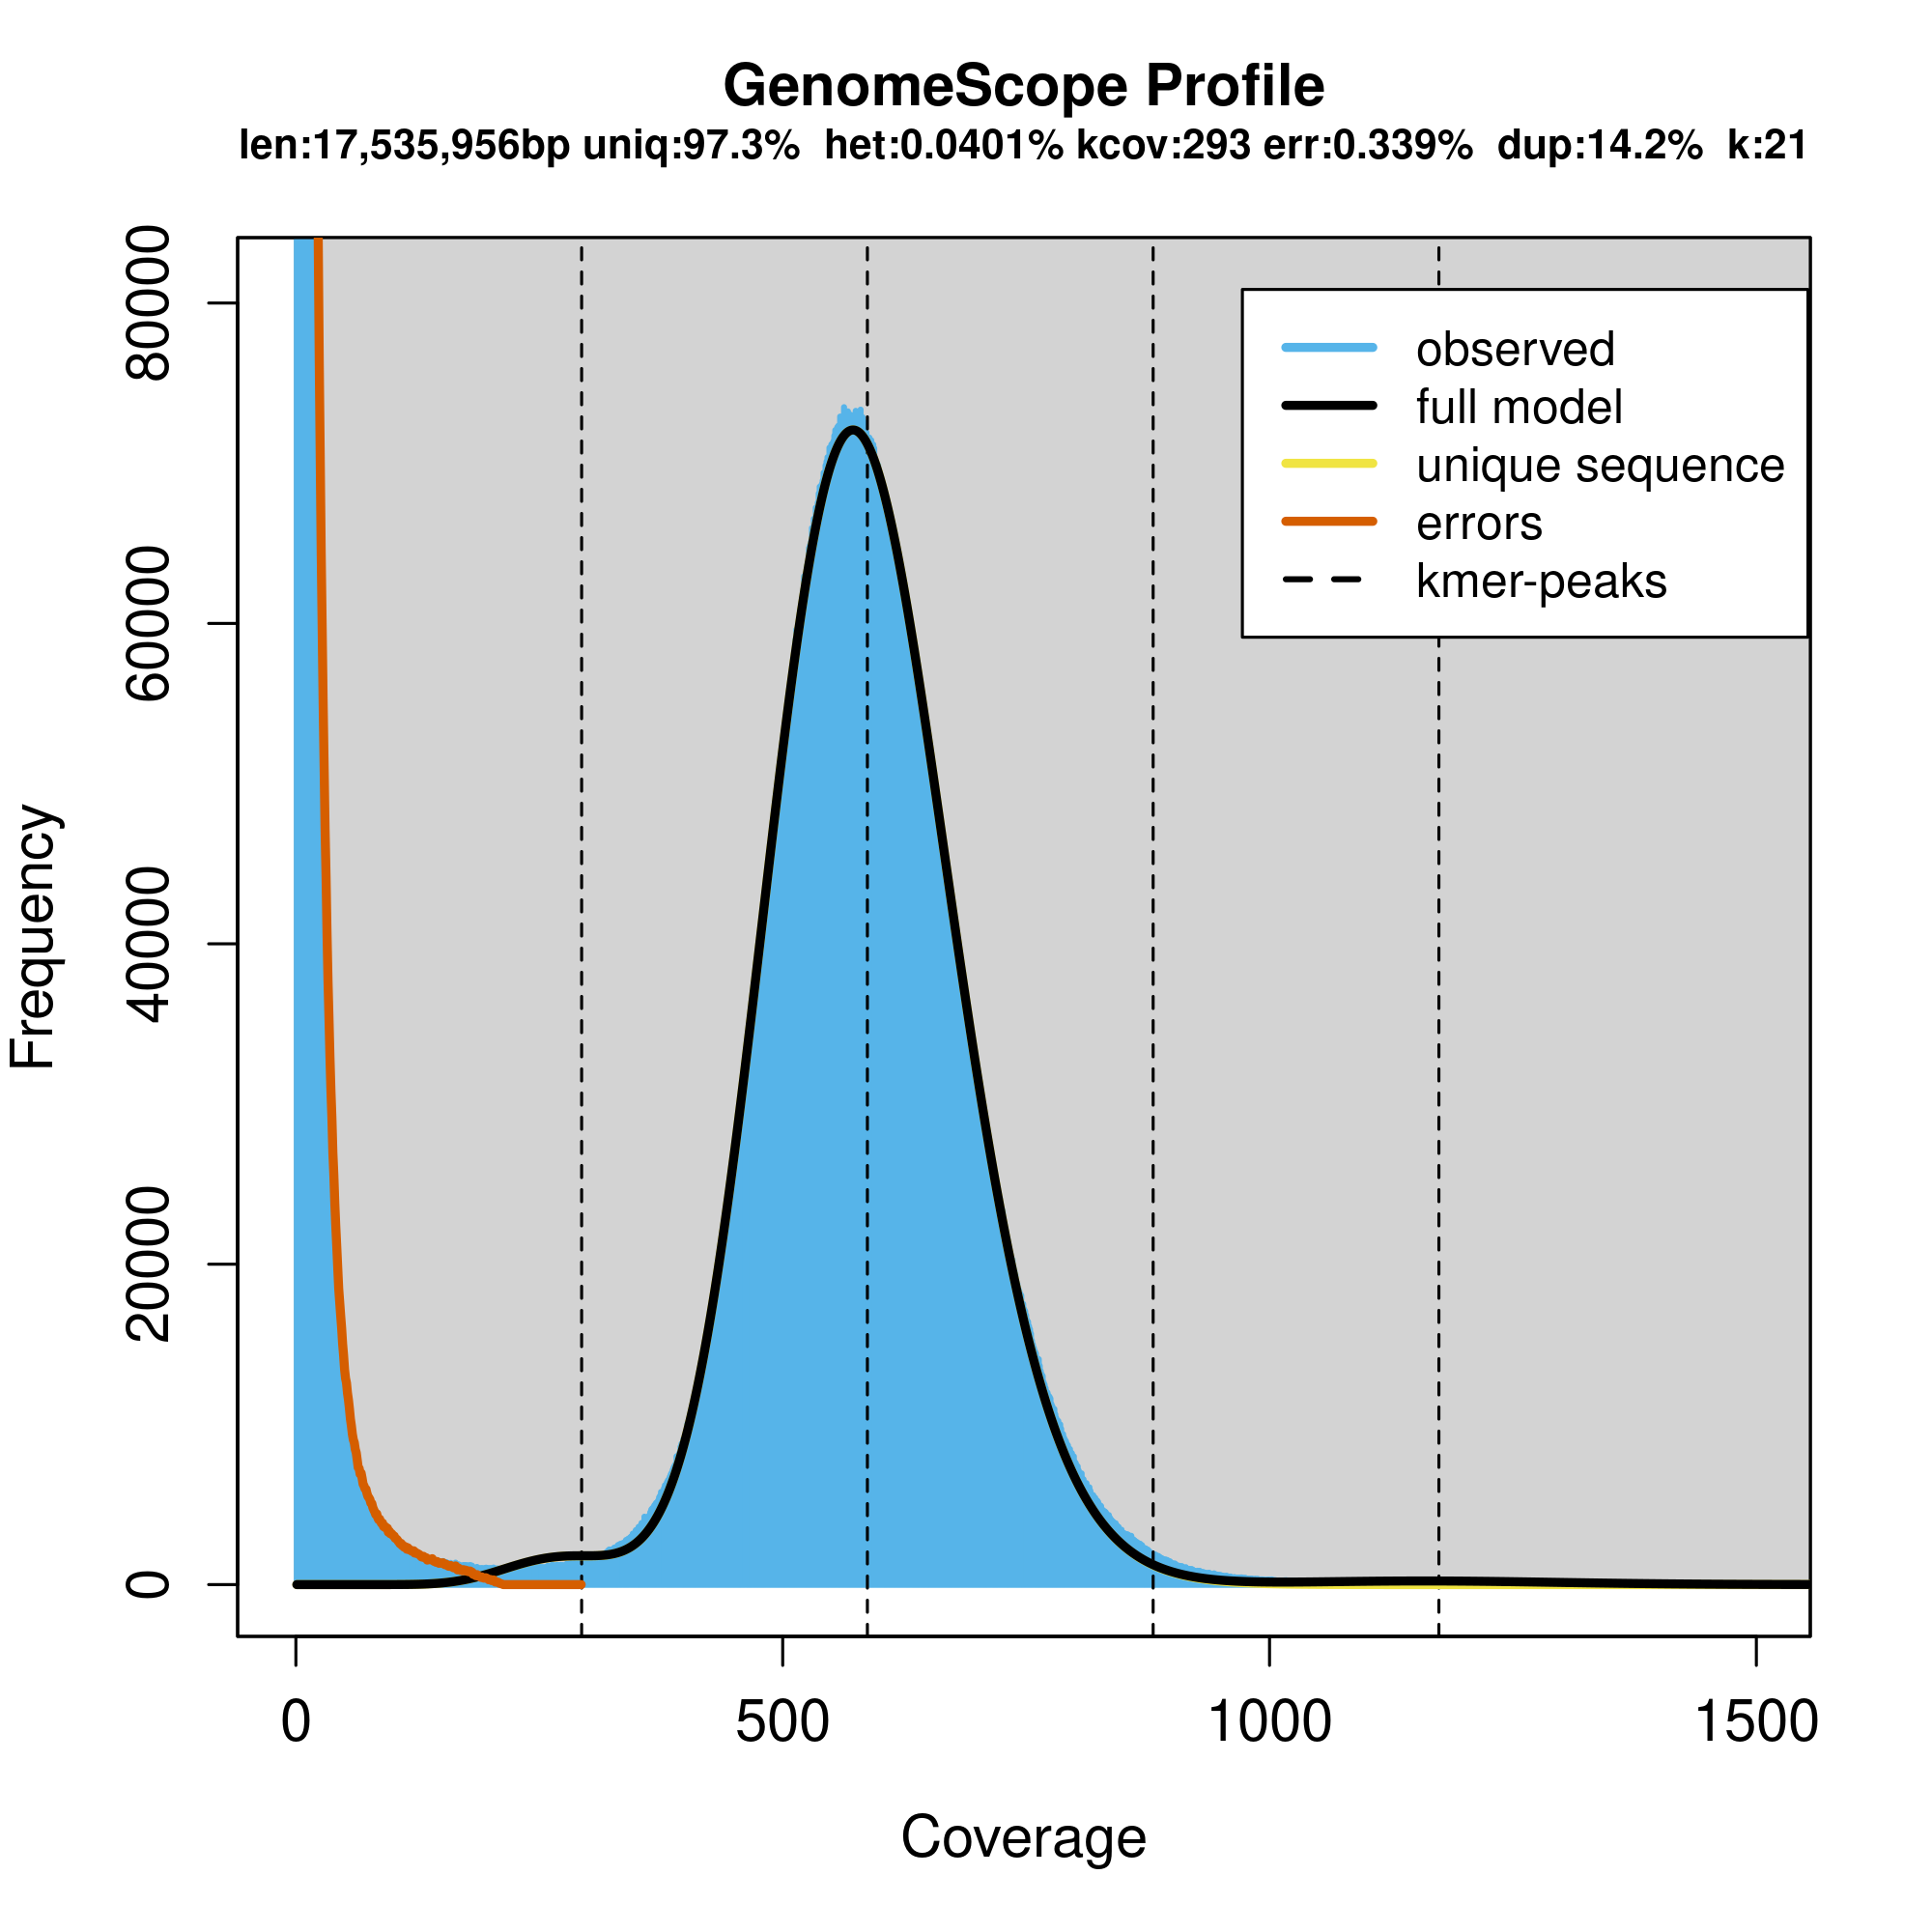 GenomeScope Profile
len:17,535,956bp uniq:97.3% het:0.0401% kcov:293 err:0.339% dup:14.2% k:21
Frequency
80000
60000
40000
20000
0
observed
full model
unique sequence
errors
kmer-peaks
0 500 1000 1500
Coverage